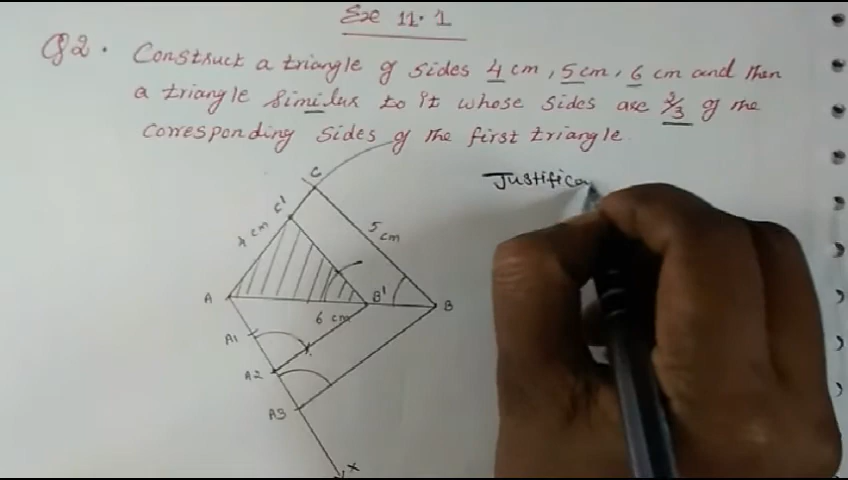 Exe 11.1
Q2. Construct a triangle of sides 4 cm, 5 cm, 6 cm and then
a triangle similar to it whose sides are 2/3 of the
corresponding sides of the first triangle.
Justifica
C
C'
4 cm
5 cm
A
B'
B
6 cm
A1
A2
A3
X